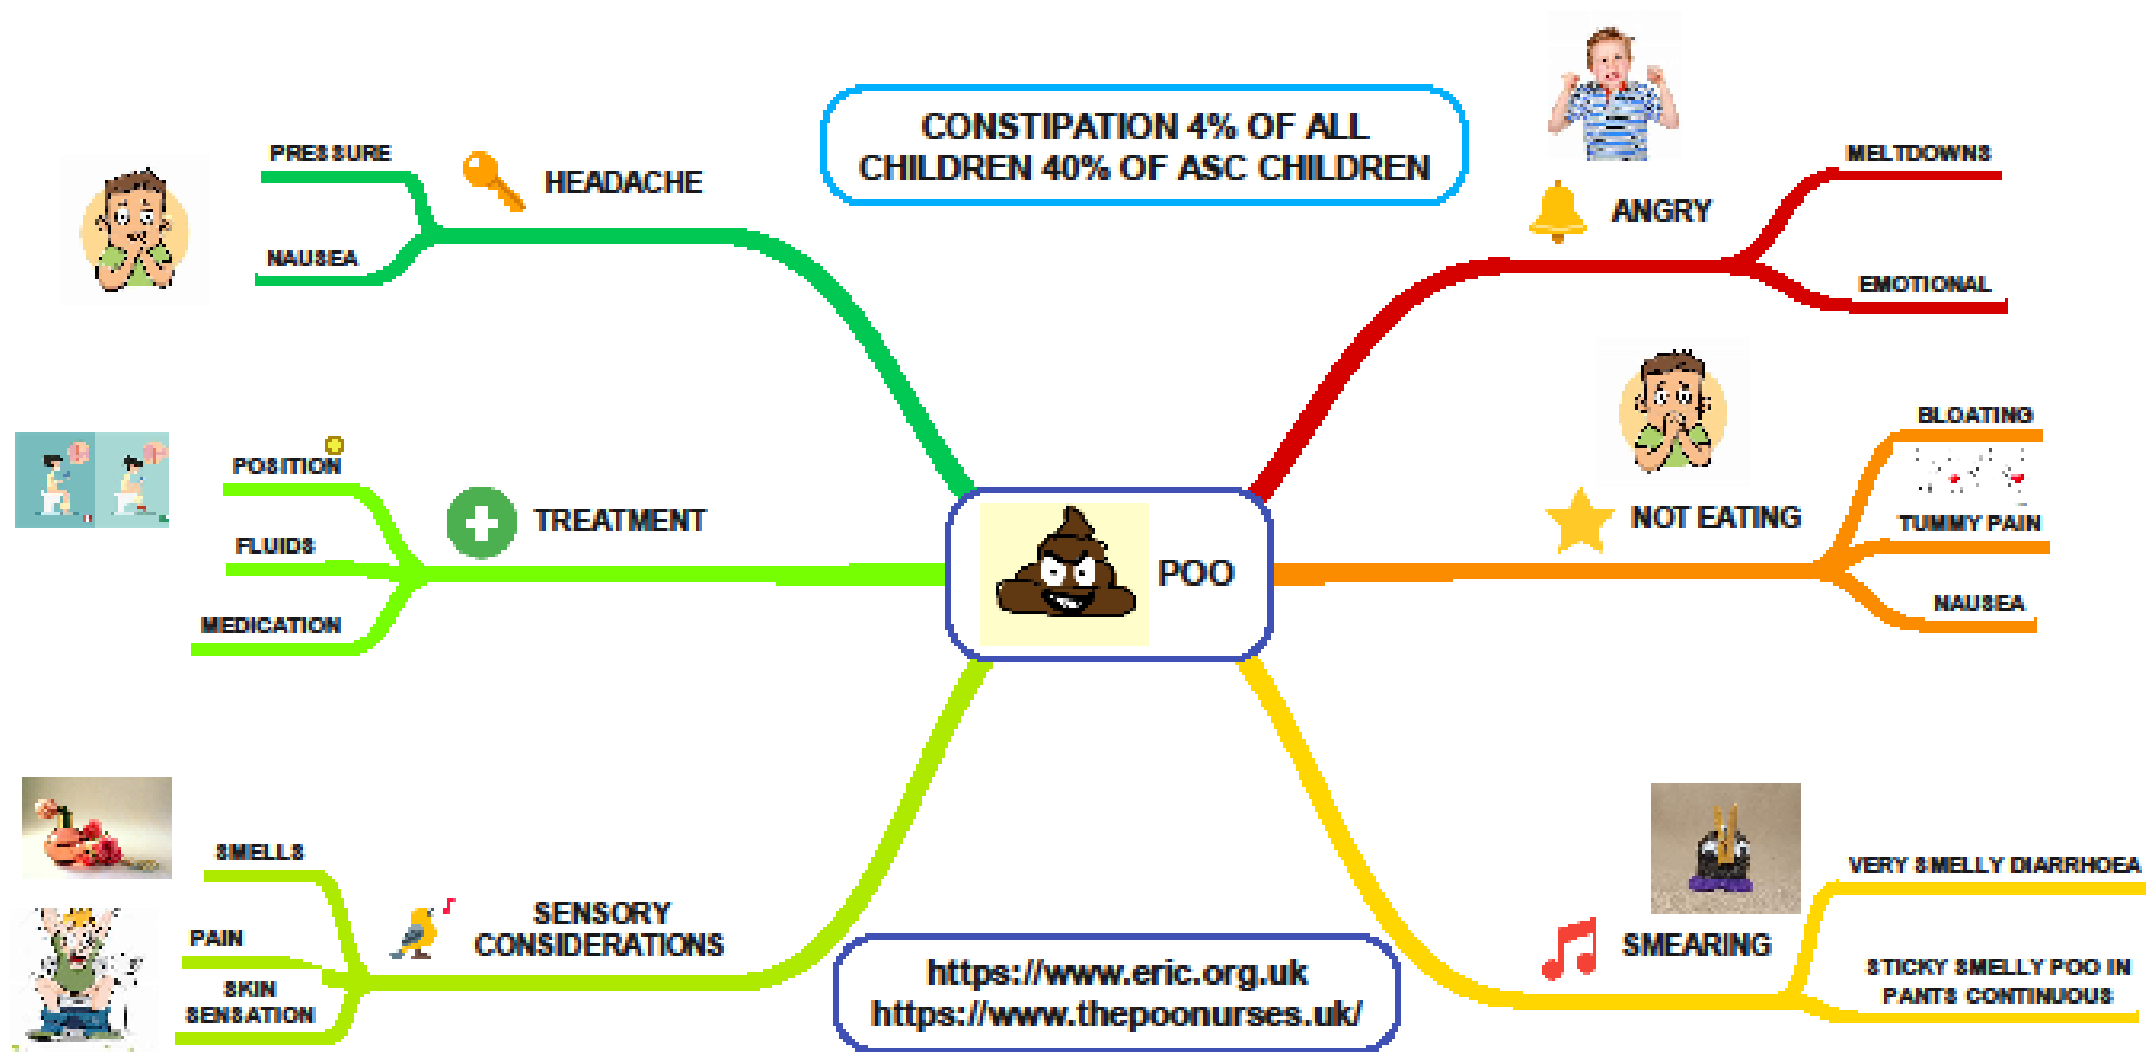 CONSTIPATION 4% OF ALL
CHILDREN 40% OF ASC CHILDREN
PRESSURE
HEADACHE
NAUSEA
MELTDOWNS
ANGRY
EMOTIONAL
POSITION
TREATMENT
FLUIDS
MEDICATION
POO
BLOATING
NOT EATING
TUMMY PAIN
NAUSEA
SMELLS
SENSORY
CONSIDERATIONS
PAIN
SKIN
SENSATION
VERY SMELLY DIARRHOEA
SMEARING
STICKY SMELLY POO IN
PANTS CONTINUOUS
https://www.eric.org.uk
https://www.thepoonurses.uk/